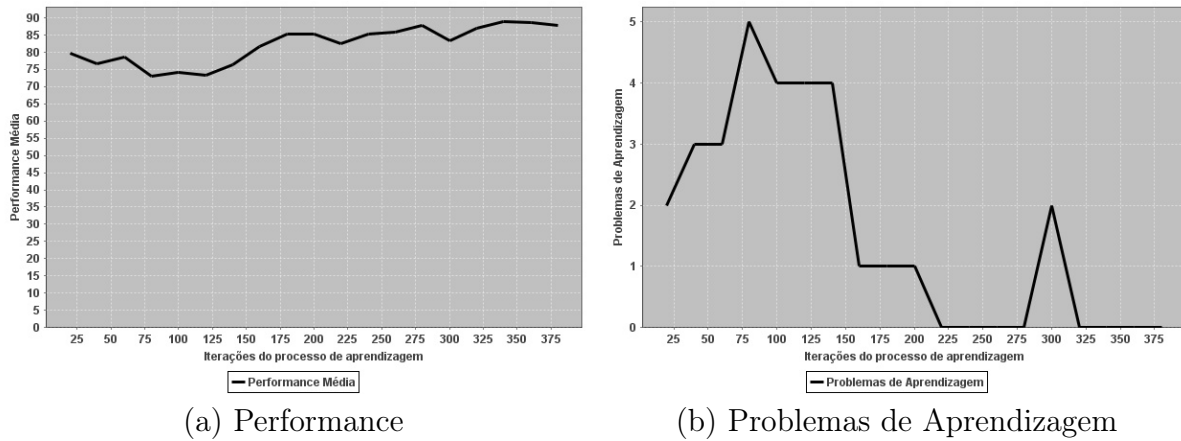 90
85
80
75
70
65
60
55
50
45
40
35
30
25
20
15
10
5
0
Performance Média
25 50 75 100 125 150 175 200 225 250 275 300 325 350 375
Iterações do processo de aprendizagem
Performance Média
(a) Performance
5
4
3
2
1
0
Problemas de Aprendizagem
25 50 75 100 125 150 175 200 225 250 275 300 325 350 375
Iterações do processo de aprendizagem
Problemas de Aprendizagem
(b) Problemas de Aprendizagem